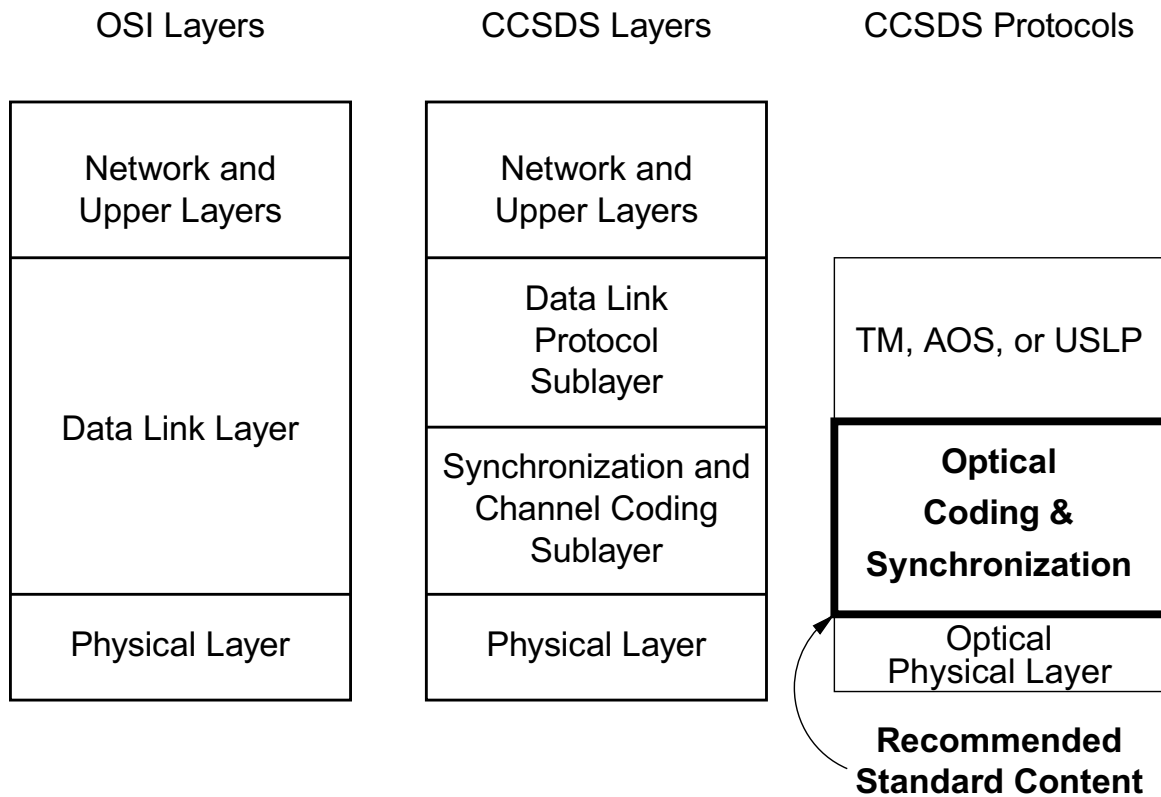 OSI Layers
CCSDS Layers
CCSDS Protocols
Network and
Upper Layers
Data Link Layer
Physical Layer
Network and
Upper Layers
Data Link
Protocol
Sublayer
Synchronization and
Channel Coding
Sublayer
Physical Layer
TM, AOS, or USLP
Optical
Coding &
Synchronization
Optical
Physical Layer
Recommended
Standard Content